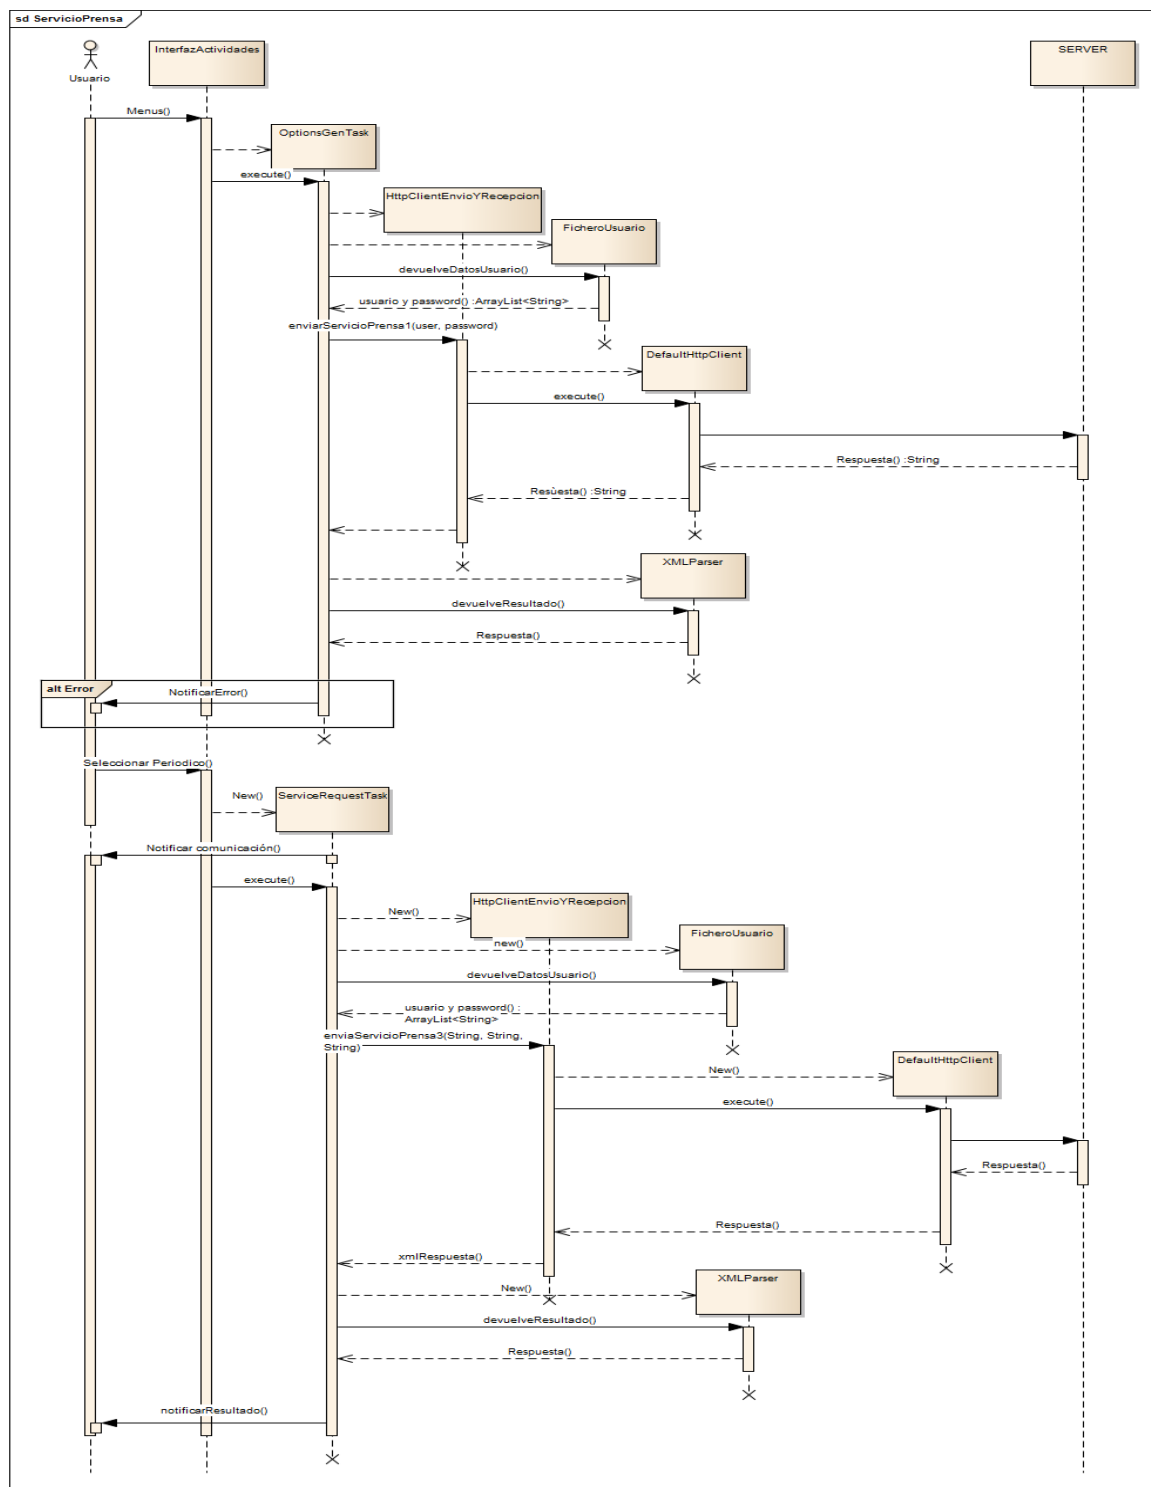 sd ServicioPrensa
Usuario
InterfazActividades
SERVER
Menus()
OptionsGenTask
execute()
HttpClientEnvioYRecepcion
FicheroUsuario
devuelveDatosUsuario()
usuario y password() :ArrayList<String>
enviarServicioPrensa1(user, password)
DefaultHttpClient
execute()
Respuesta() :String
Resùesta() :String
XMLParser
devuelveResultado()
Respuesta()
alt Error
NotificarError()
Seleccionar Periodico()
New()
ServiceRequestTask
Notificar comunicación()
execute()
HttpClientEnvioYRecepcion
New()
FicheroUsuario
new()
devuelveDatosUsuario()
usuario y password() :
ArrayList<String>
enviaServicioPrensa3(String, String,
String)
DefaultHttpClient
New()
execute()
Respuesta()
Respuesta()
xmlRespuesta()
XMLParser
New()
devuelveResultado()
Respuesta()
notificarResultado()